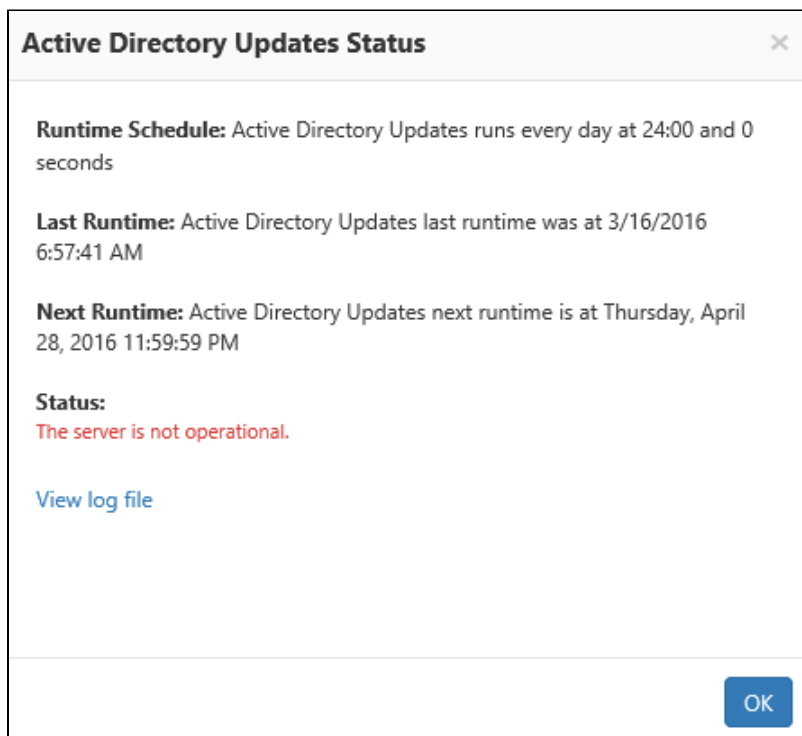 Active Directory Updates Status
×
Runtime Schedule: Active Directory Updates runs every day at 24:00 and 0
seconds
Last Runtime: Active Directory Updates last runtime was at 3/16/2016
6:57:41 AM
Next Runtime: Active Directory Updates next runtime is at Thursday, April
28, 2016 11:59:59 PM
Status:
The server is not operational.
View log file
OK